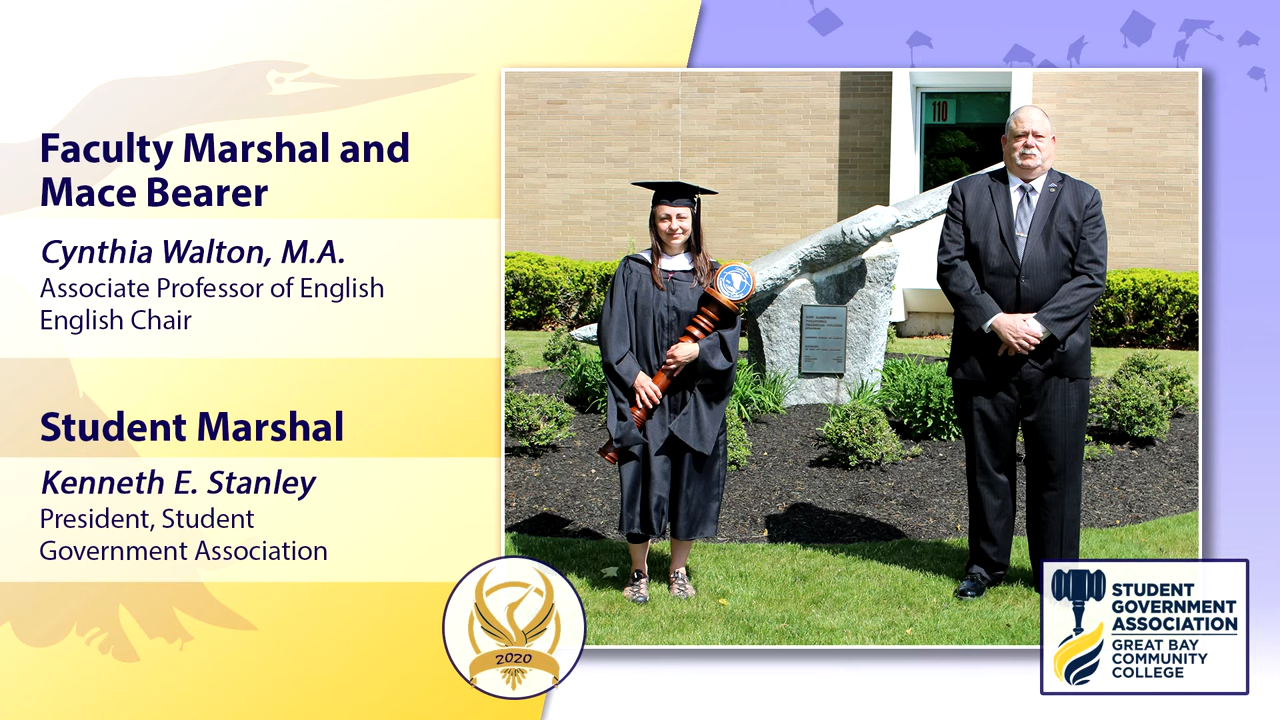 Faculty Marshal and
Mace Bearer
Cynthia Walton, M.A.
Associate Professor of English
English Chair
Student Marshal
Kenneth E. Stanley
President, Student
Government Association
110
2020
STUDENT
GOVERNMENT
ASSOCIATION
GREAT BAY
COMMUNITY
COLLEGE